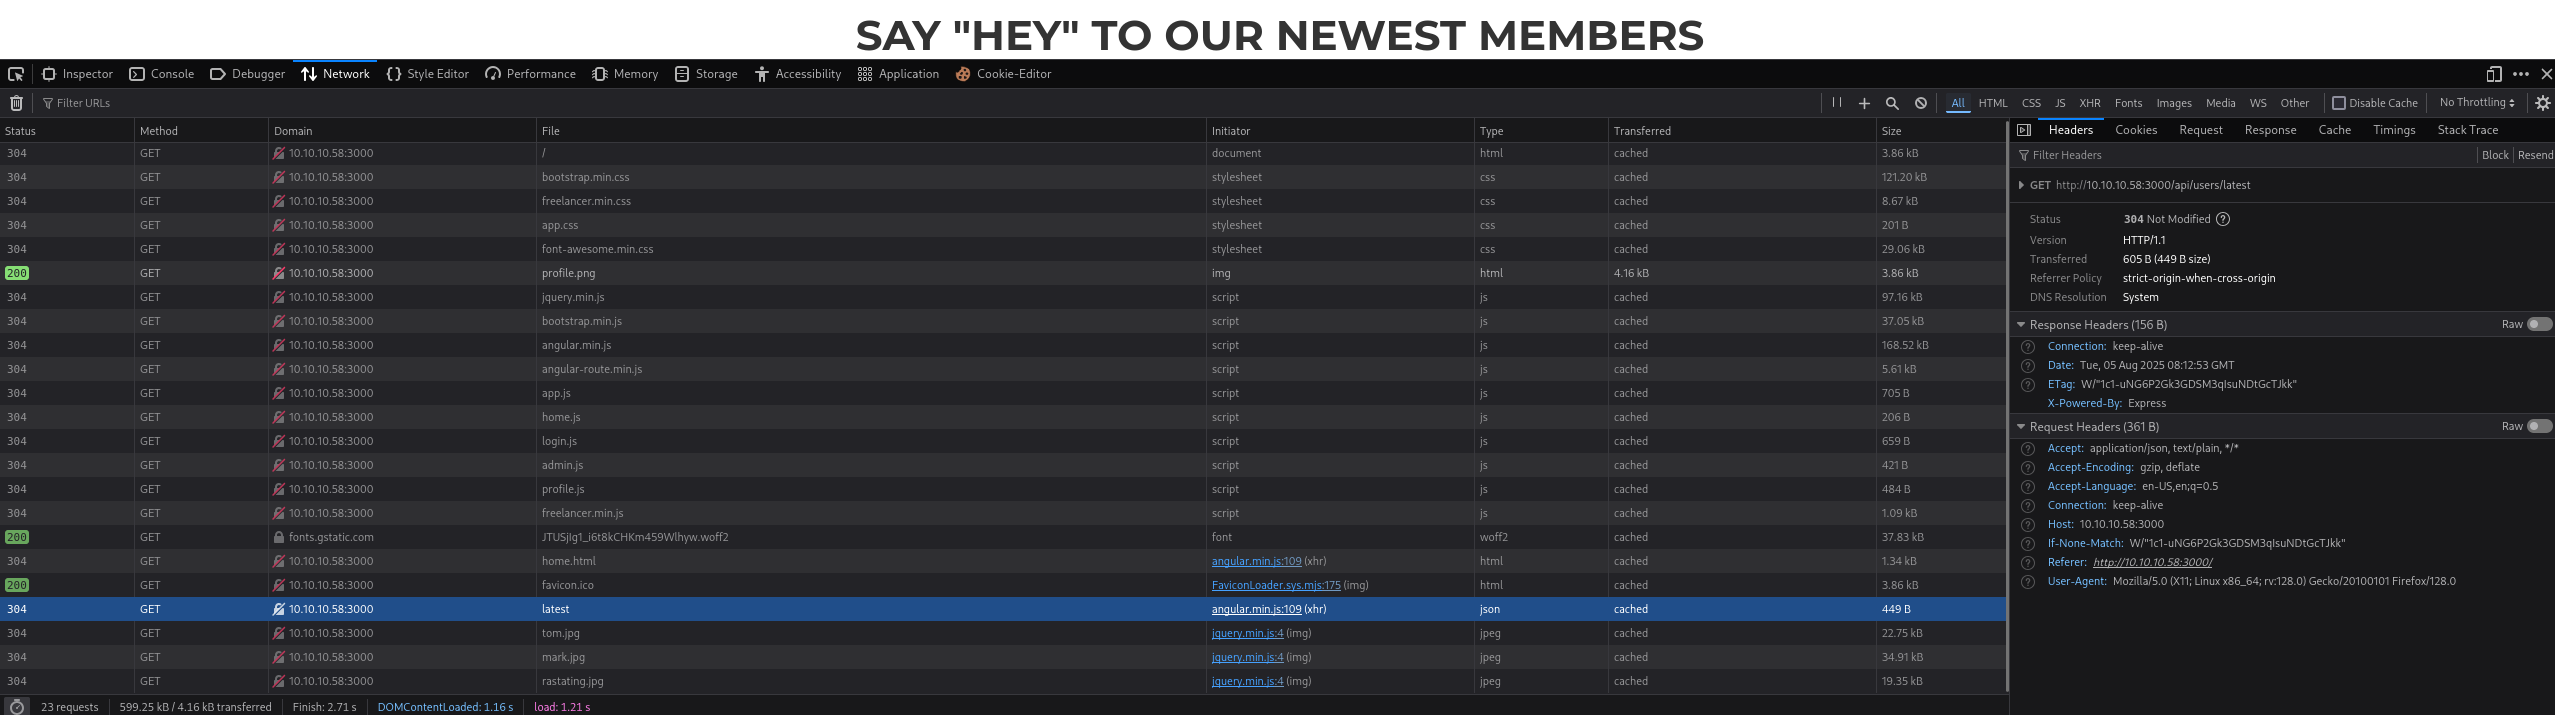 SAY "HEY" TO OUR NEWEST MEMBERS
Inspector Console Debugger Network Style Editor Performance Memory Storage Accessibility Application Cookie-Editor
Filter URLs All HTML CSS JS XHR Fonts Images Media WS Other Disable Cache No Throttling
Status Method Domain File Initiator Type Transferred Size
304 GET 10.10.10.58:3000 / document html cached 3.86 kB
304 GET 10.10.10.58:3000 bootstrap.min.css stylesheet css cached 121.20 kB
304 GET 10.10.10.58:3000 freelancer.min.css stylesheet css cached 8.67 kB
304 GET 10.10.10.58:3000 app.css stylesheet css cached 201 B
304 GET 10.10.10.58:3000 font-awesome.min.css stylesheet css cached 29.06 kB
200 GET 10.10.10.58:3000 profile.png img html 4.16 kB 3.86 kB
304 GET 10.10.10.58:3000 jquery.min.js script js cached 97.16 kB
304 GET 10.10.10.58:3000 bootstrap.min.js script js cached 37.05 kB
304 GET 10.10.10.58:3000 angular.min.js script js cached 168.52 kB
304 GET 10.10.10.58:3000 angular-route.min.js script js cached 5.61 kB
304 GET 10.10.10.58:3000 app.js script js cached 705 B
304 GET 10.10.10.58:3000 home.js script js cached 206 B
304 GET 10.10.10.58:3000 login.js script js cached 659 B
304 GET 10.10.10.58:3000 admin.js script js cached 421 B
304 GET 10.10.10.58:3000 profile.js script js cached 484 B
304 GET 10.10.10.58:3000 freelancer.min.js script js cached 1.09 kB
200 GET fonts.gstatic.com JTUSjIg1_i6t8kCHKm459Wlhyw.woff2 font woff2 cached 37.83 kB
304 GET 10.10.10.58:3000 home.html angular.min.js:109 (xhr) html cached 1.34 kB
200 GET 10.10.10.58:3000 favicon.ico FaviconLoader.sys.mjs:175 (img) html cached 3.86 kB
304 GET 10.10.10.58:3000 latest angular.min.js:109 (xhr) json cached 449 B
304 GET 10.10.10.58:3000 tom.jpg jquery.min.js:4 (img) jpeg cached 22.75 kB
304 GET 10.10.10.58:3000 mark.jpg jquery.min.js:4 (img) jpeg cached 34.91 kB
304 GET 10.10.10.58:3000 rastating.jpg jquery.min.js:4 (img) jpeg cached 19.35 kB
23 requests 599.25 kB / 4.16 kB transferred Finish: 2.71 s DOMContentLoaded: 1.16 s load: 1.21 s
Headers Cookies Request Response Cache Timings Stack Trace
Filter Headers Block Resend
GET http://10.10.10.58:3000/api/users/latest
Status 304 Not Modified
Version HTTP/1.1
Transferred 605 B (449 B size)
Referrer Policy strict-origin-when-cross-origin
DNS Resolution System
Response Headers (156 B) Raw
Connection: keep-alive
Date: Tue, 05 Aug 2025 08:12:53 GMT
ETag: W/"1c1-uNG6P2Gk3GDSM3qIsuNDtGcTJkk"
X-Powered-By: Express
Request Headers (361 B) Raw
Accept: application/json, text/plain, */*
Accept-Encoding: gzip, deflate
Accept-Language: en-US,en;q=0.5
Connection: keep-alive
Host: 10.10.10.58:3000
If-None-Match: W/"1c1-uNG6P2Gk3GDSM3qIsuNDtGcTJkk"
Referer: http://10.10.10.58:3000/
User-Agent: Mozilla/5.0 (X11; Linux x86_64; rv:128.0) Gecko/20100101 Firefox/128.0